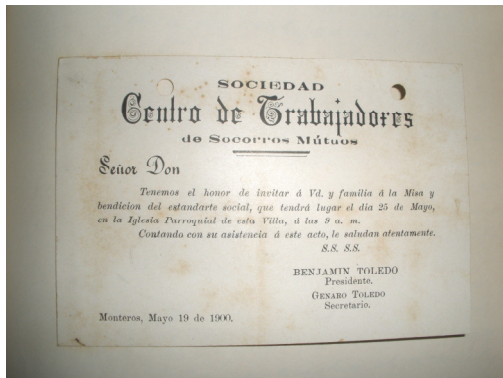 SOCIEDAD
Centro de Trabajadores
de Socorros Mútuos
Señor Don
Tenemos el honor de invitar á Vd. y familia á la Misa y
bendicion del estandarte social, que tendrá lugar el dia 25 de Mayo,
en la Iglesia Parroquial de esta Villa, á las 9 a. m.
Contando con su asistencia á este acto, le saludan atentamente.
S.S. S.S.
BENJAMIN TOLEDO
Presidente.
GENARO TOLEDO
Secretario.
Monteros, Mayo 19 de 1900.